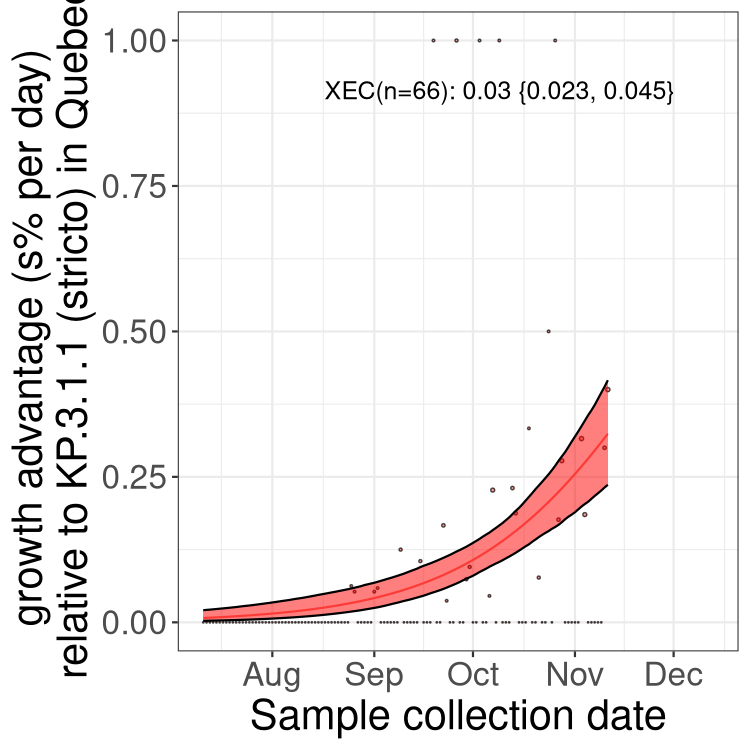 growth advantage (s% per day)
relative to KP.3.1.1 (stricto) in Quebec
1.00
0.75
0.50
0.25
0.00
XEC(n=66): 0.03 {0.023, 0.045}
Aug Sep Oct Nov Dec
Sample collection date